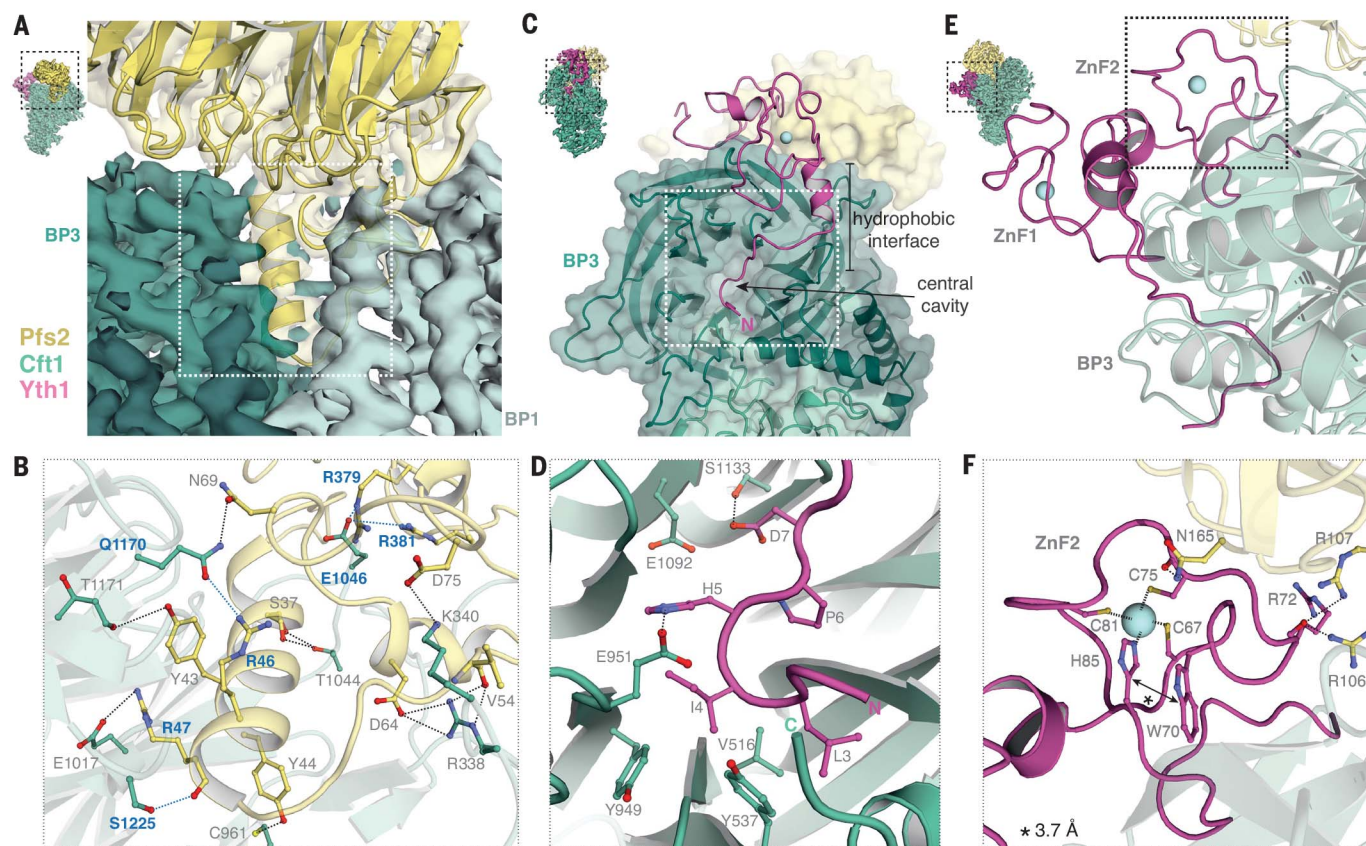 A
BP3
Pfs2
Cft1
Yth1
BP1
C
BP3
hydrophobic
interface
central
cavity
N
E
ZnF2
ZnF1
BP3
B
N69
R379
Q1170
R381
E1046
D75
T1171
S37
K340
R46
Y43
T1044
V54
R47
D64
E1017
Y44
R338
S1225
C961
D
S1133
D7
E1092
H5
P6
E951
I4
N
C
V516
L3
Y949
Y537
F
ZnF2
N165
R107
C75
R72
C81
C67
H85
R106
*
W70
* 3.7 Å